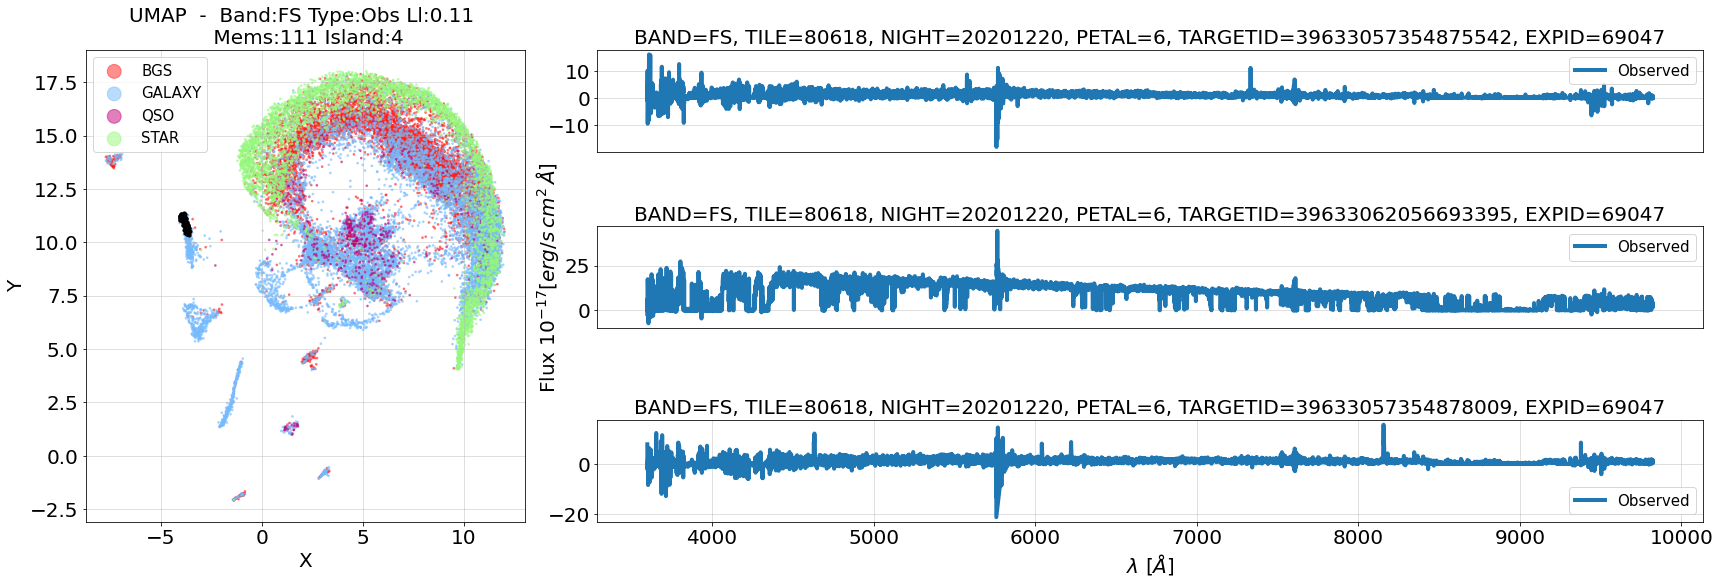 UMAP  -  Band:FS Type:Obs Ll:0.11
Mems:111 Island:4
BGS
GALAXY
QSO
STAR
17.5
15.0
12.5
10.0
7.5
5.0
2.5
0.0
−2.5
Y
−5
0
5
10
X
Flux 10⁻¹⁷[erg/s cm² Å]
BAND=FS, TILE=80618, NIGHT=20201220, PETAL=6, TARGETID=39633057354875542, EXPID=69047
Observed
10
0
−10
BAND=FS, TILE=80618, NIGHT=20201220, PETAL=6, TARGETID=39633062056693395, EXPID=69047
Observed
25
0
BAND=FS, TILE=80618, NIGHT=20201220, PETAL=6, TARGETID=39633057354878009, EXPID=69047
Observed
0
−20
4000
5000
6000
7000
8000
9000
10000
λ [Å]